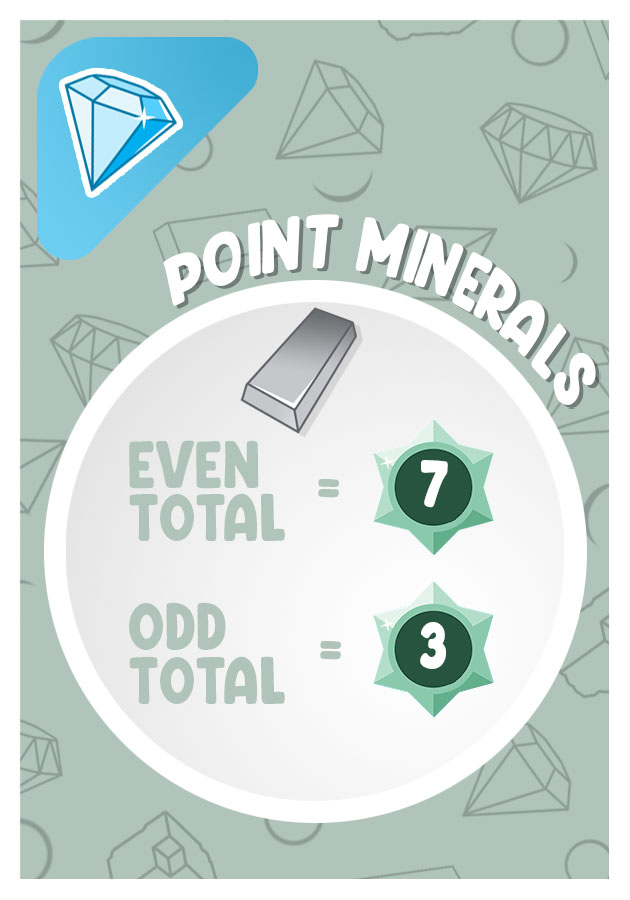 POINT MINERALS
EVEN
TOTAL
=
7
ODD
TOTAL
=
3